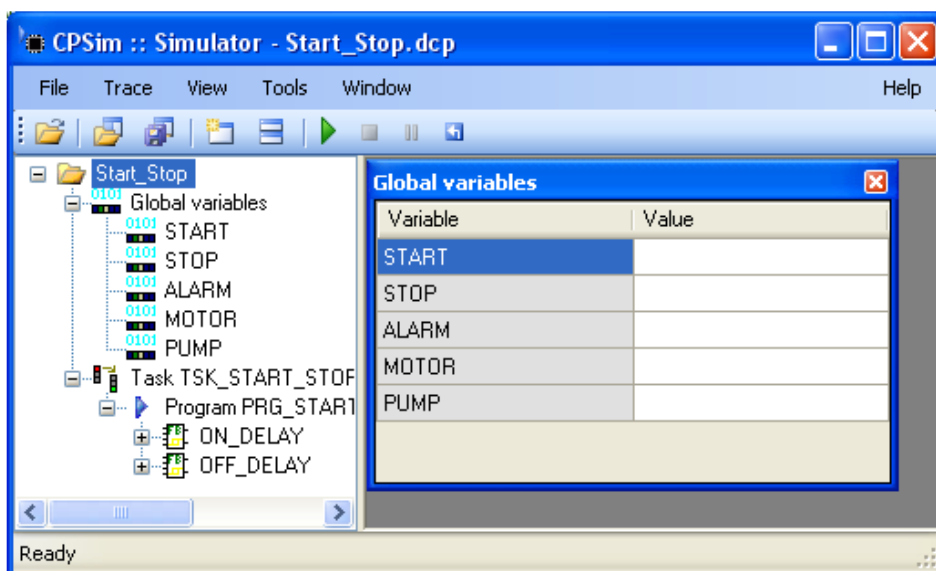 CPSim :: Simulator - Start_Stop.dcp
File Trace View Tools Window Help
Start_Stop
Global variables
START
STOP
ALARM
MOTOR
PUMP
Task TSK_START_STOP
Program PRG_START
ON_DELAY
OFF_DELAY
Global variables
Variable Value
START
STOP
ALARM
MOTOR
PUMP
Ready